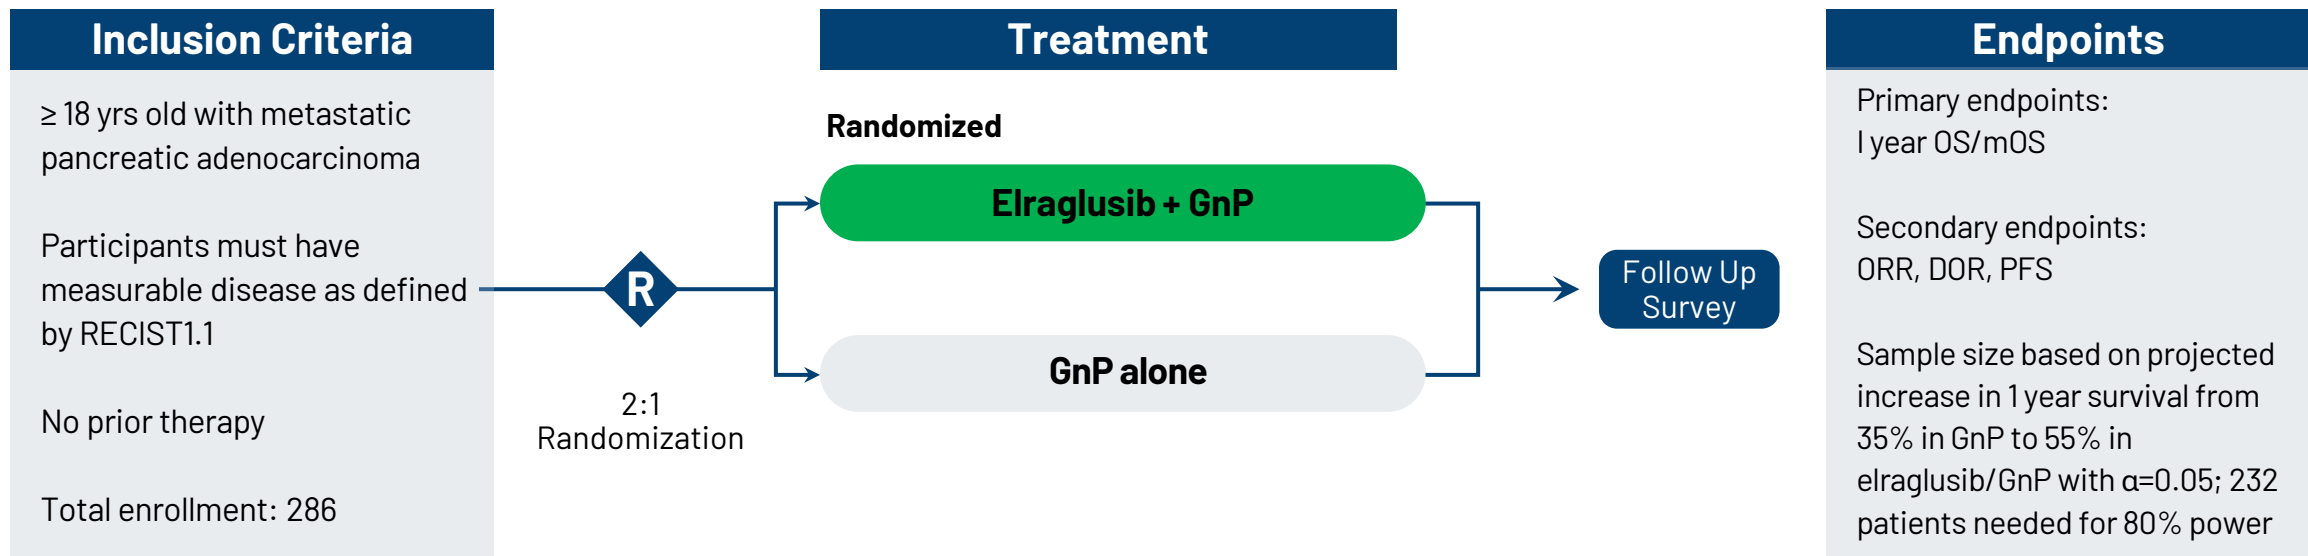 Inclusion Criteria
≥ 18 yrs old with metastatic
pancreatic adenocarcinoma
Participants must have
measurable disease as defined
by RECIST1.1
No prior therapy
Total enrollment: 286
R
2:1
Randomization
Treatment
Randomized
Elraglusib + GnP
GnP alone
Follow Up
Survey
Endpoints
Primary endpoints:
I year OS/mOS
Secondary endpoints:
ORR, DOR, PFS
Sample size based on projected
increase in 1 year survival from
35% in GnP to 55% in
elraglusib/GnP with α=0.05; 232
patients needed for 80% power